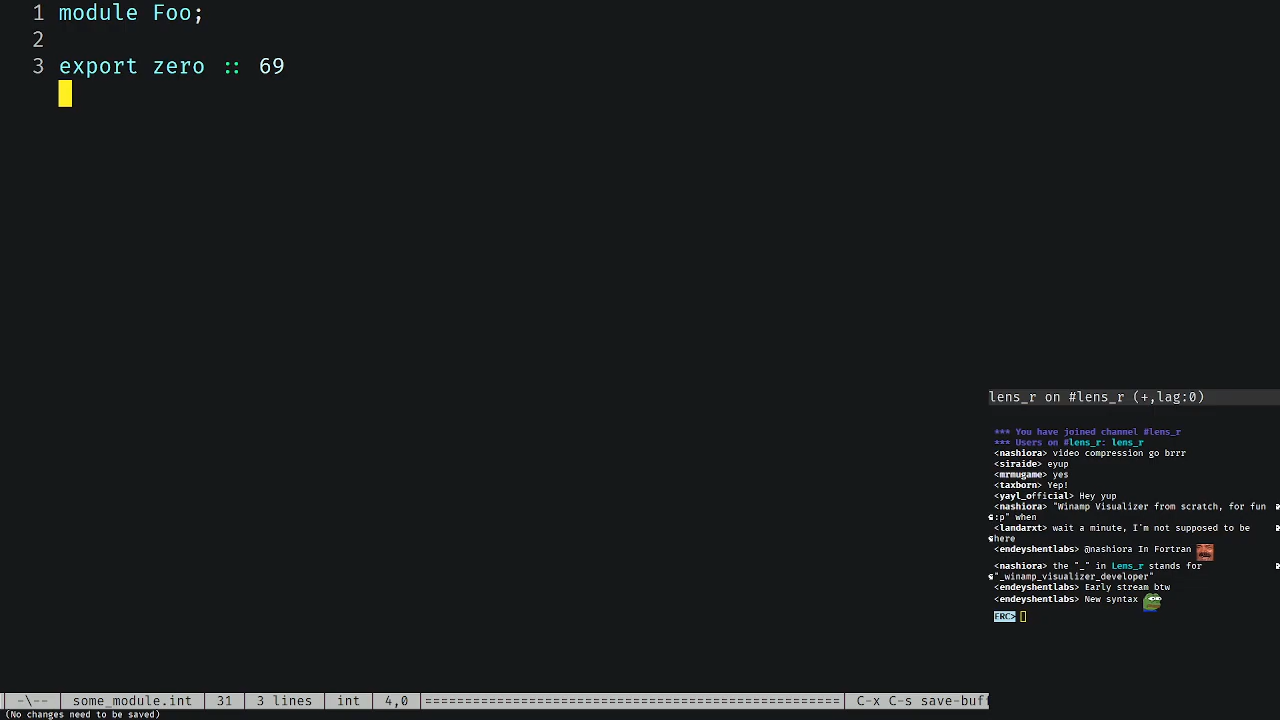 1 module Foo;
2
3 export zero :: 69
lens_r on #lens_r (+,lag:0)
*** You have joined channel #lens_r
*** Users on #lens_r: lens_r
<nashiora> video compression go brrr
<siraide> eyup
<mrmugame> yes
<taxborn> Yep!
<yayl_official> Hey yup
<nashiora> "Winamp Visualizer from scratch, for fun
:p" when
<landarxt> wait a minute, I'm not supposed to be
here
<endeyshentlabs> @nashiora In Fortran
<nashiora> the "_" in Lens_r stands for
"_winamp_visualizer_developer"
<endeyshentlabs> Early stream btw
<endeyshentlabs> New syntax
ERC>
-\-- some_module.int 31 3 lines int 4,0 ================================================ C-x C-s save-buf
(No changes need to be saved)